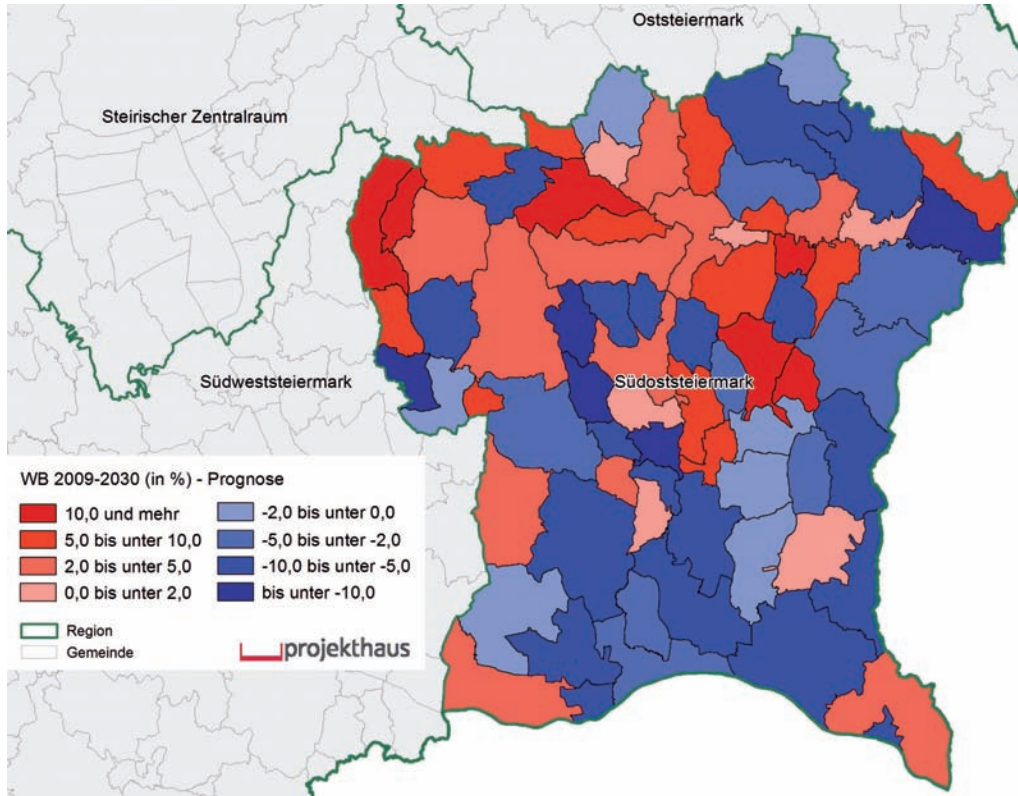 Oststeiermark
Steirischer Zentralraum
Südweststeiermark
Südoststeiermark
WB 2009-2030 (in %) - Prognose
10,0 und mehr
5,0 bis unter 10,0
2,0 bis unter 5,0
0,0 bis unter 2,0
-2,0 bis unter 0,0
-5,0 bis unter -2,0
-10,0 bis unter -5,0
bis unter -10,0
Region
Gemeinde
projekthaus